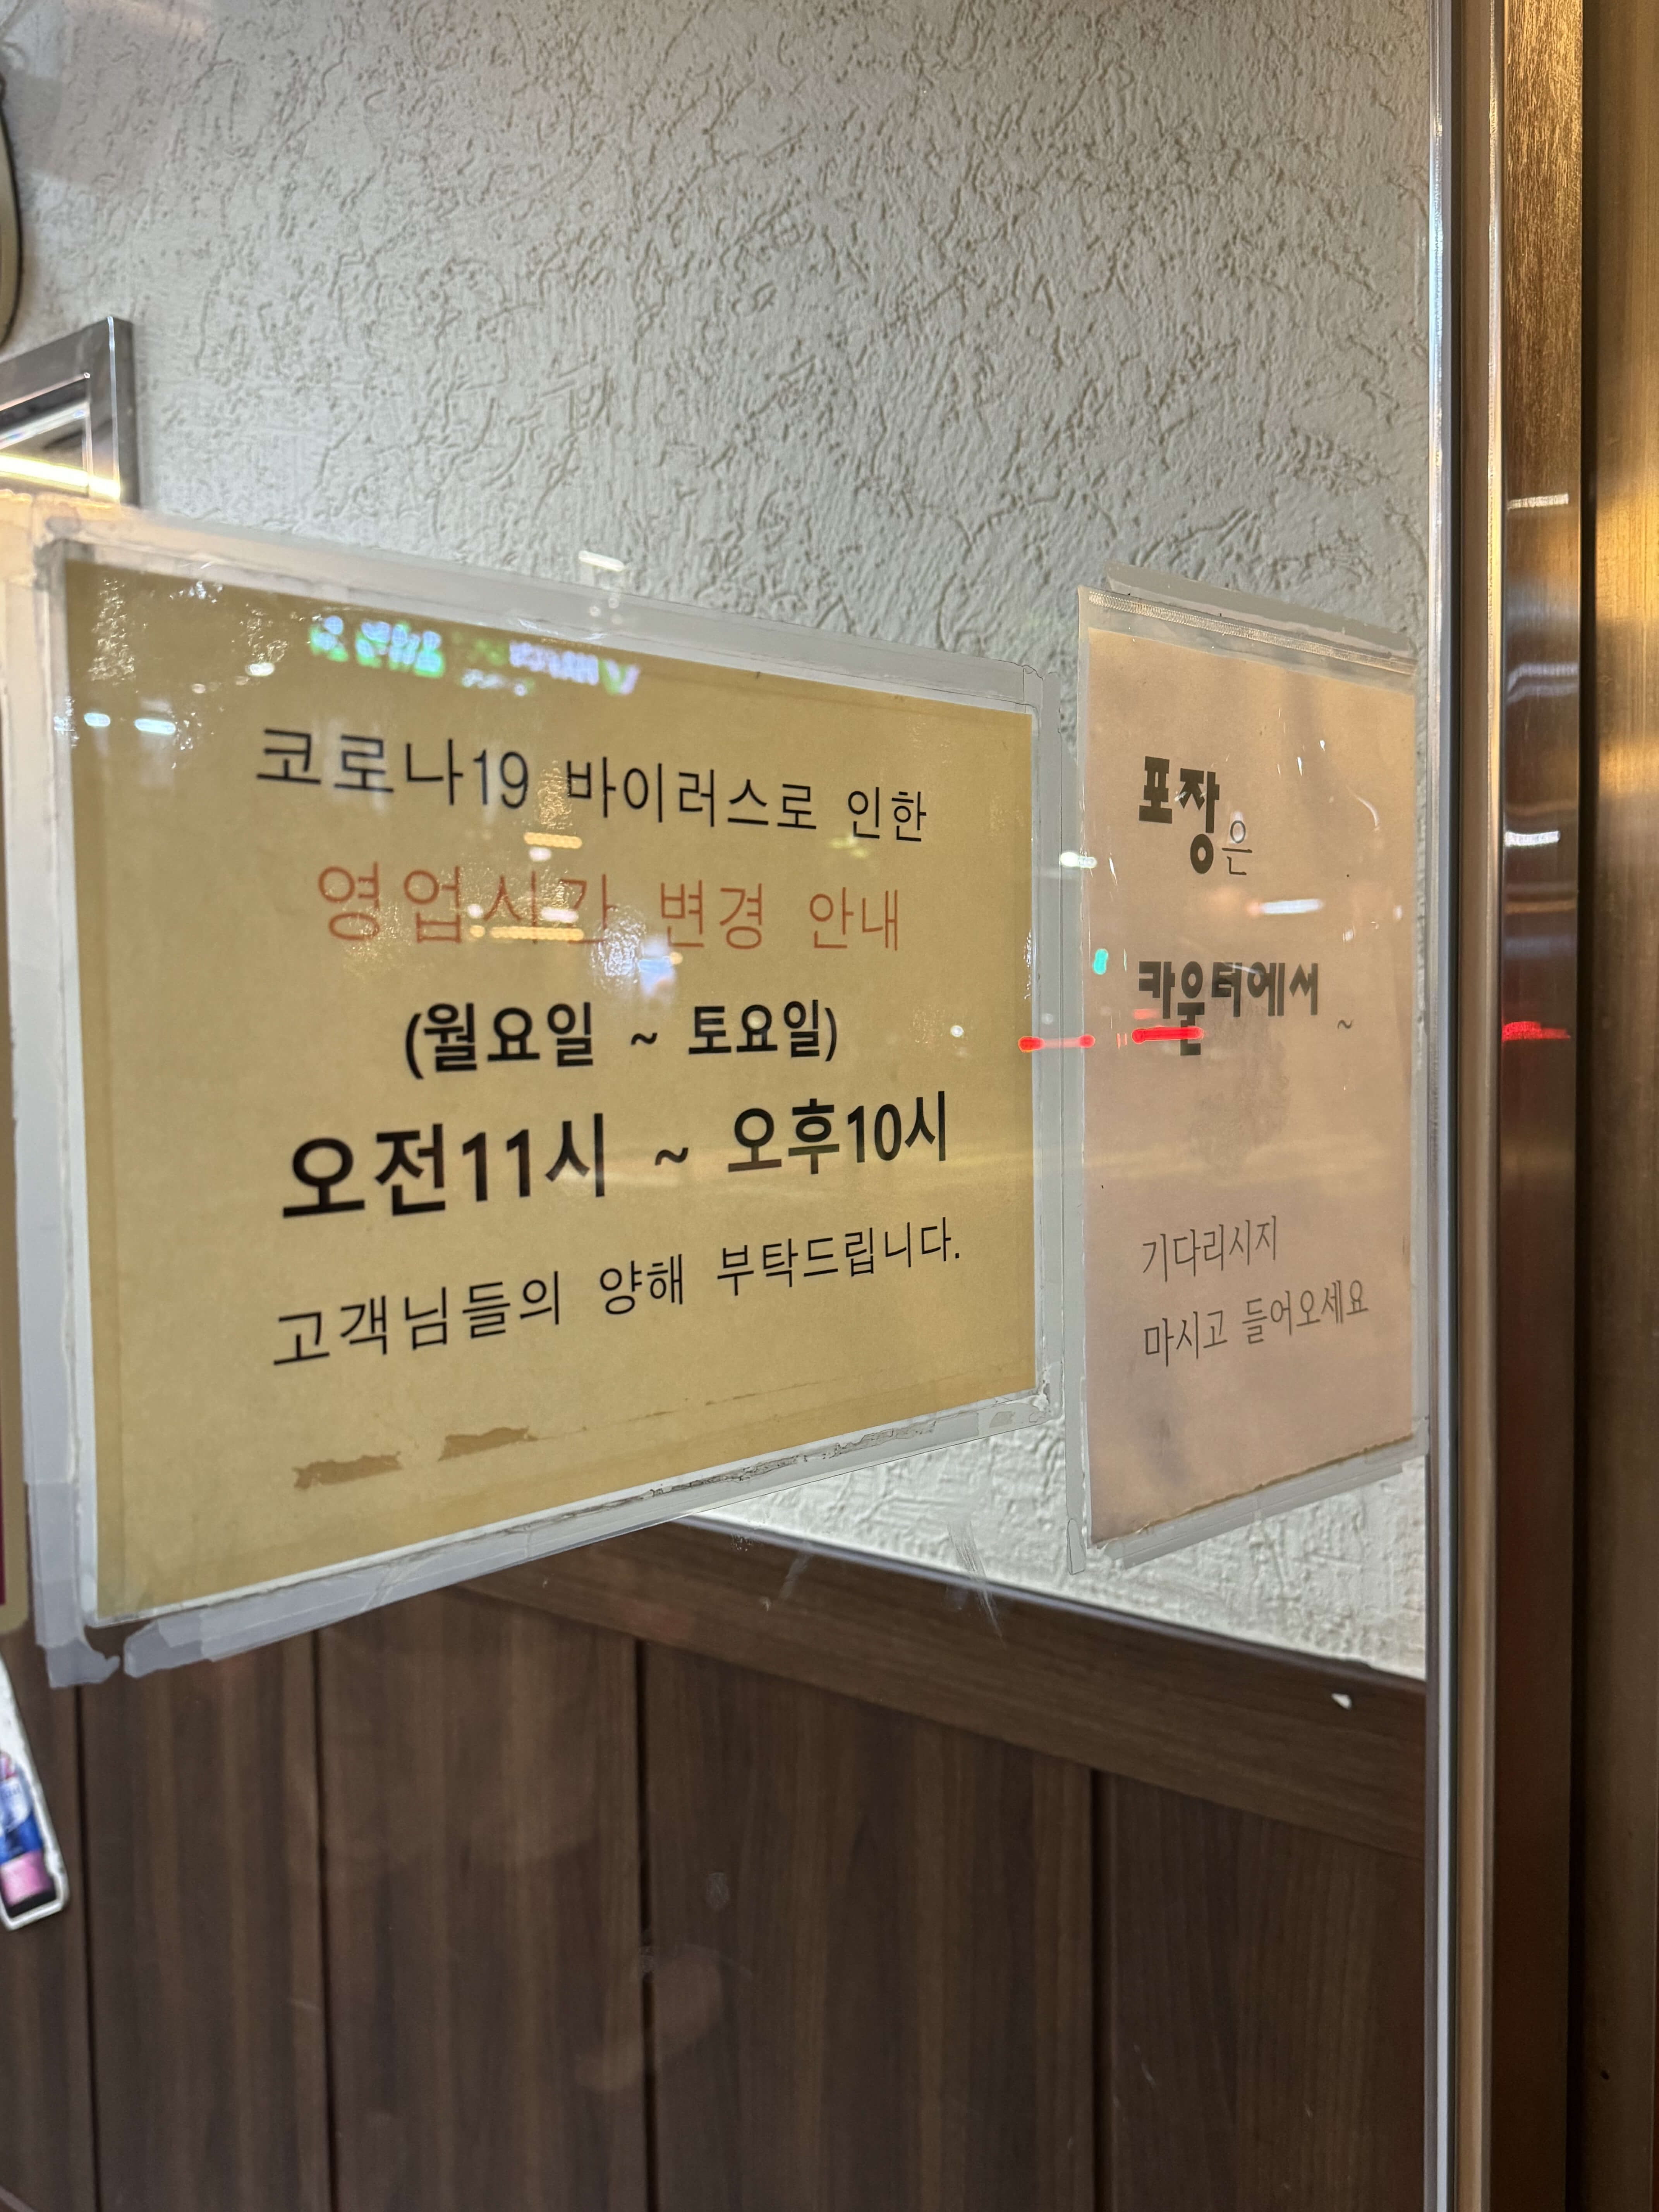 코로나19 바이러스로 인한
영업시간 변경 안내
(월요일 ~ 토요일)
오전11시 ~ 오후10시
고객님들의 양해 부탁드립니다.
포장은
카운터에서 ~
기다리시지
마시고 들어오세요